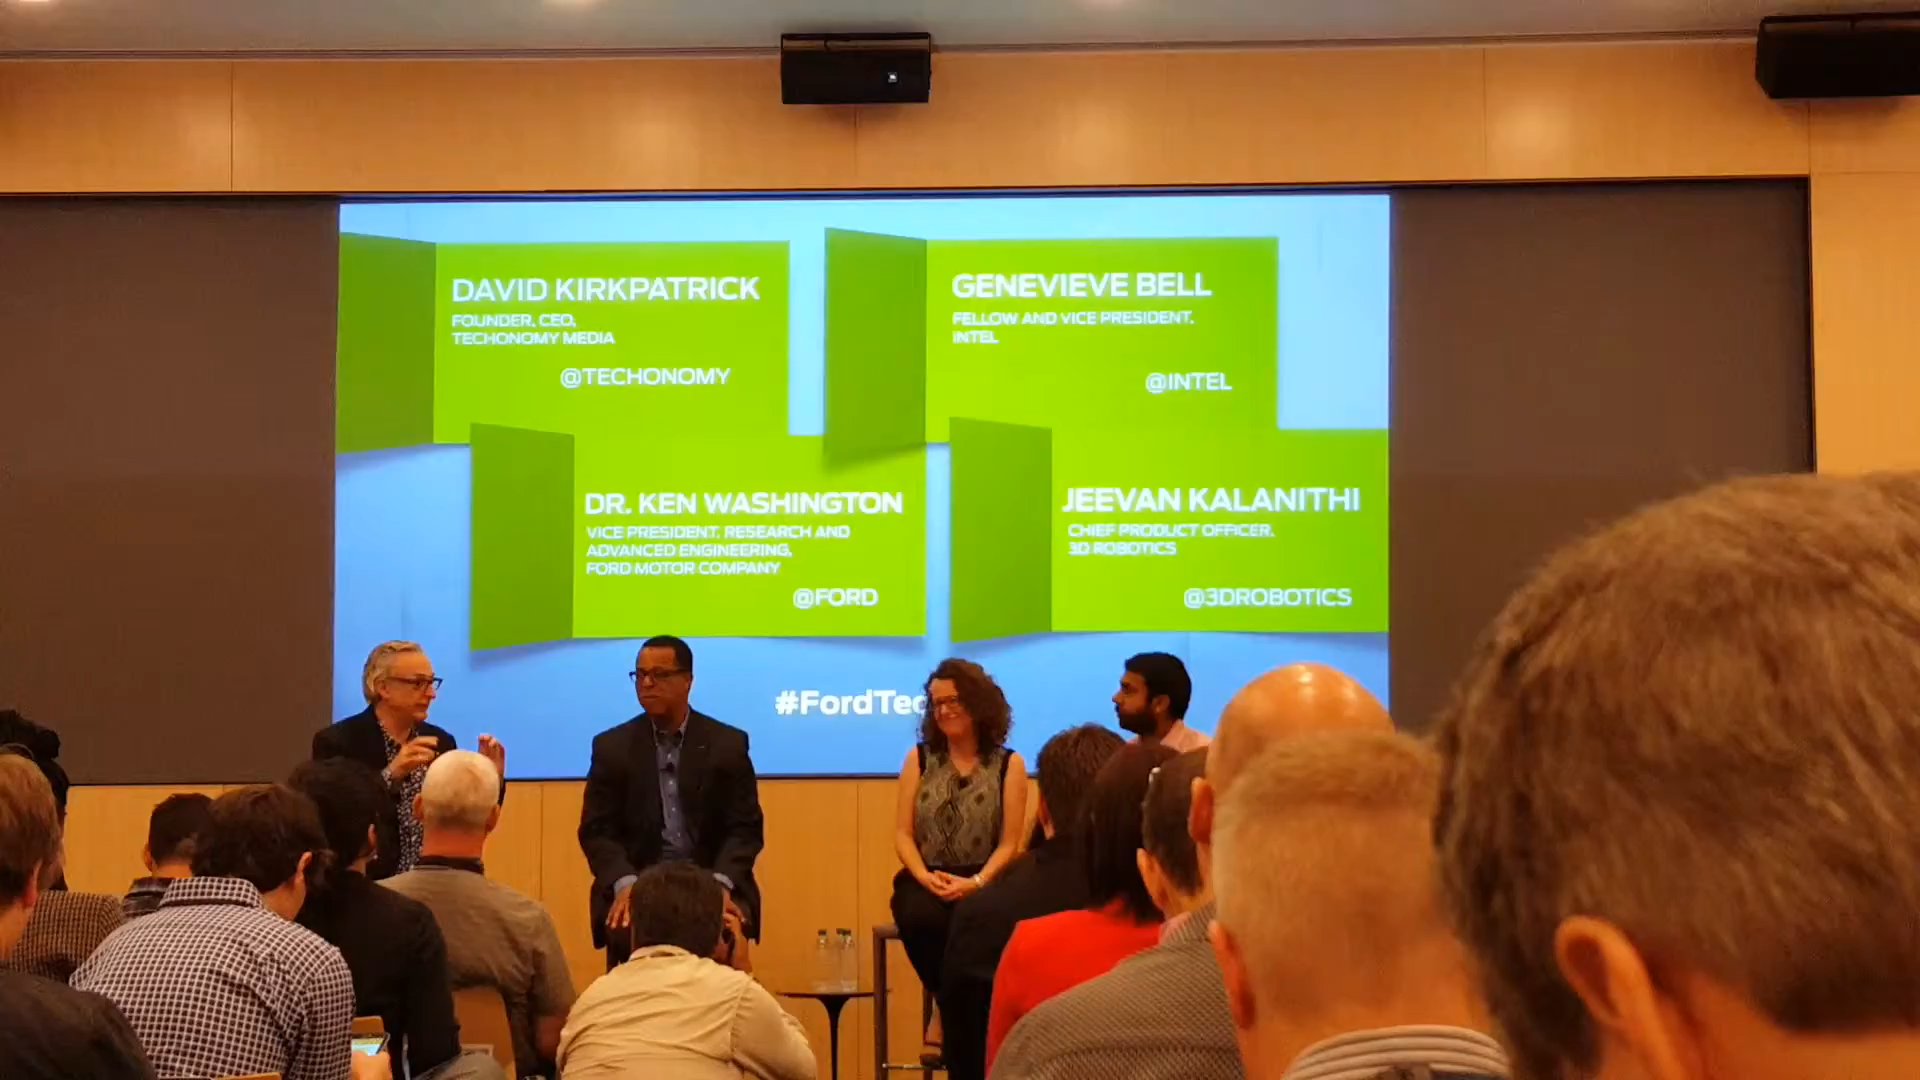 DAVID KIRKPATRICK
FOUNDER, CEO,
TECHONOMY MEDIA
@TECHONOMY
GENEVIEVE BELL
FELLOW AND VICE PRESIDENT,
INTEL
@INTEL
DR. KEN WASHINGTON
VICE PRESIDENT, RESEARCH AND
ADVANCED ENGINEERING,
FORD MOTOR COMPANY
@FORD
JEEVAN KALANITHI
CHIEF PRODUCT OFFICER,
3D ROBOTICS
@3DROBOTICS
#FordTec